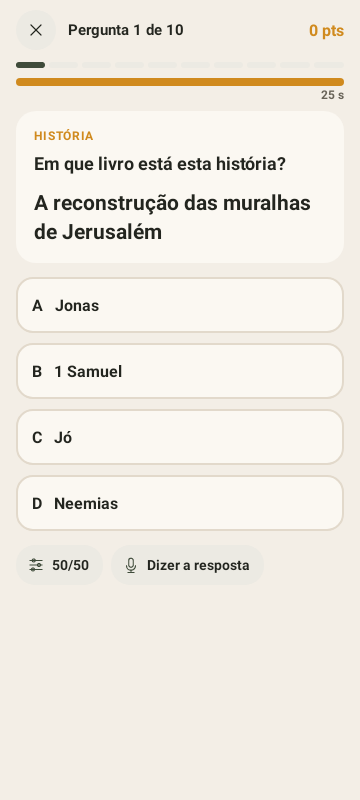 Pergunta 1 de 10
0 pts
25 s
HISTÓRIA
Em que livro está esta história?
A reconstrução das muralhas
de Jerusalém
A Jonas
B 1 Samuel
C Jó
D Neemias
50/50
Dizer a resposta